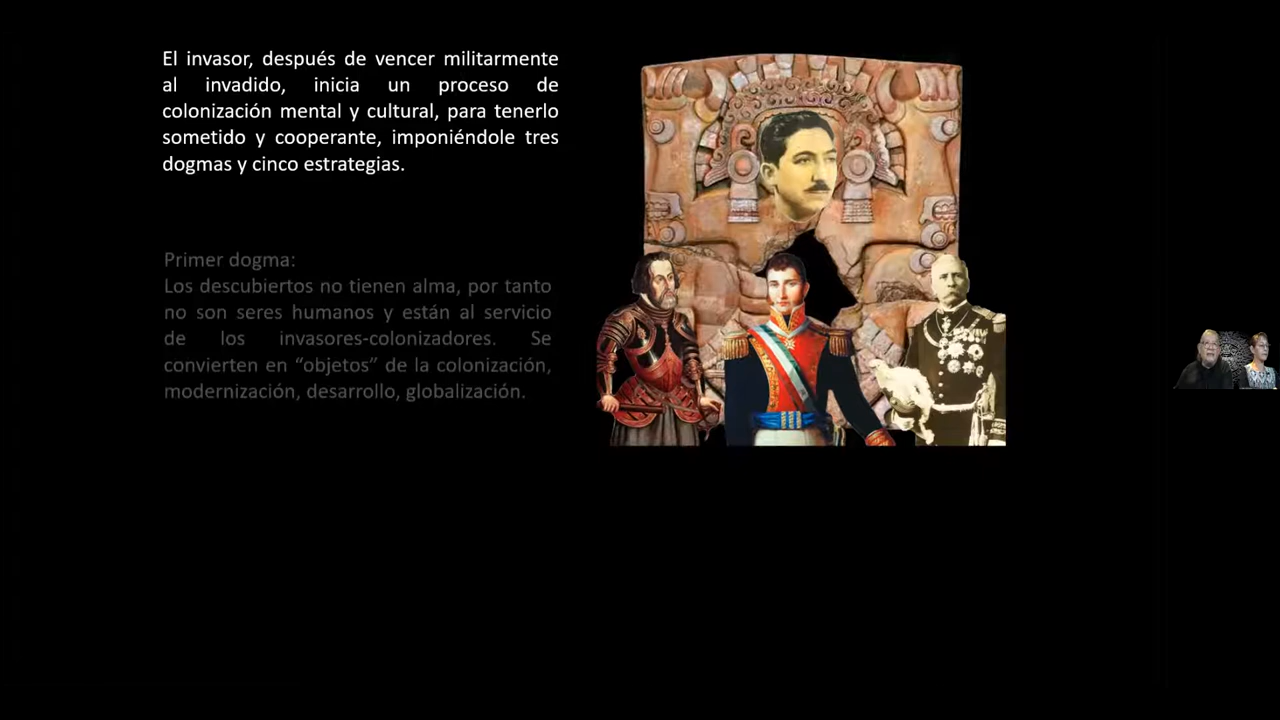 El invasor, después de vencer militarmente
al invadido, inicia un proceso de
colonización mental y cultural, para tenerlo
sometido y cooperante, imponiéndole tres
dogmas y cinco estrategias.
Primer dogma:
Los descubiertos no tienen alma, por tanto
no son seres humanos y están al servicio
de los invasores-colonizadores. Se
convierten en “objetos” de la colonización,
modernización, desarrollo, globalización.